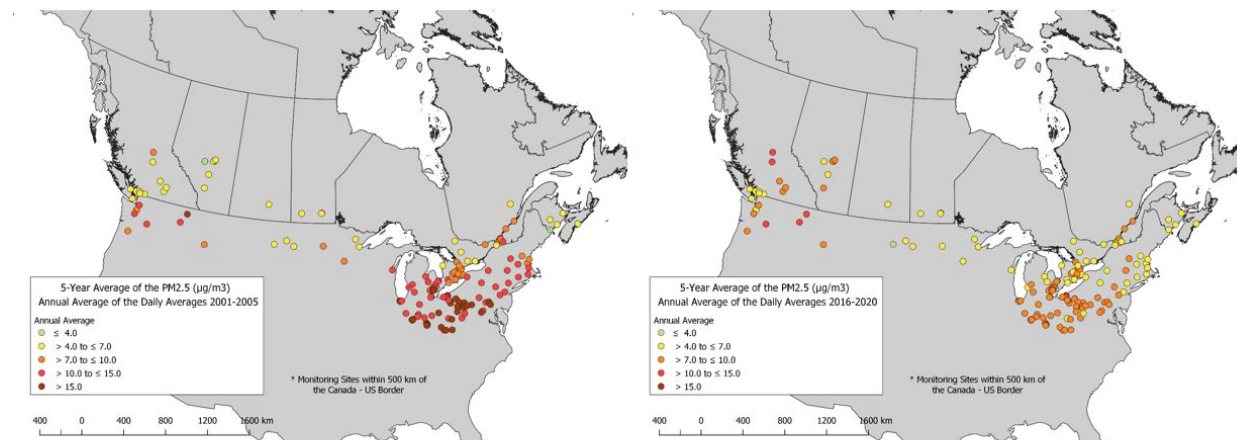 5-Year Average of the PM2.5 (µg/m3)
Annual Average of the Daily Averages 2001-2005
Annual Average
≤ 4.0
> 4.0 to ≤ 7.0
> 7.0 to ≤ 10.0
> 10.0 to ≤ 15.0
> 15.0
* Monitoring Sites within 500 km of
the Canada - US Border
400 0 400 800 1200 1600 km
5-Year Average of the PM2.5 (µg/m3)
Annual Average of the Daily Averages 2016-2020
Annual Average
≤ 4.0
> 4.0 to ≤ 7.0
> 7.0 to ≤ 10.0
> 10.0 to ≤ 15.0
> 15.0
* Monitoring Sites within 500 km of
the Canada - US Border
400 0 400 800 1200 1600 km